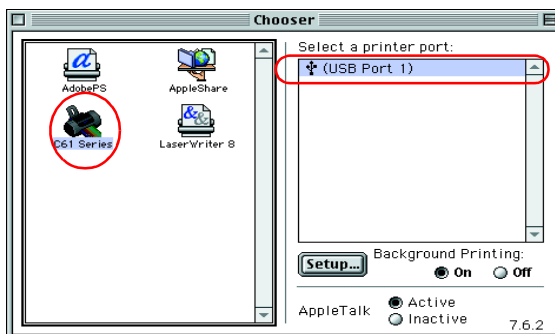 Chooser
AdobePS
AppleShare
C61 Series
LaserWriter 8
Select a printer port:
(USB Port 1)
Setup...
Background Printing:
On Off
AppleTalk
Active
Inactive
7.6.2